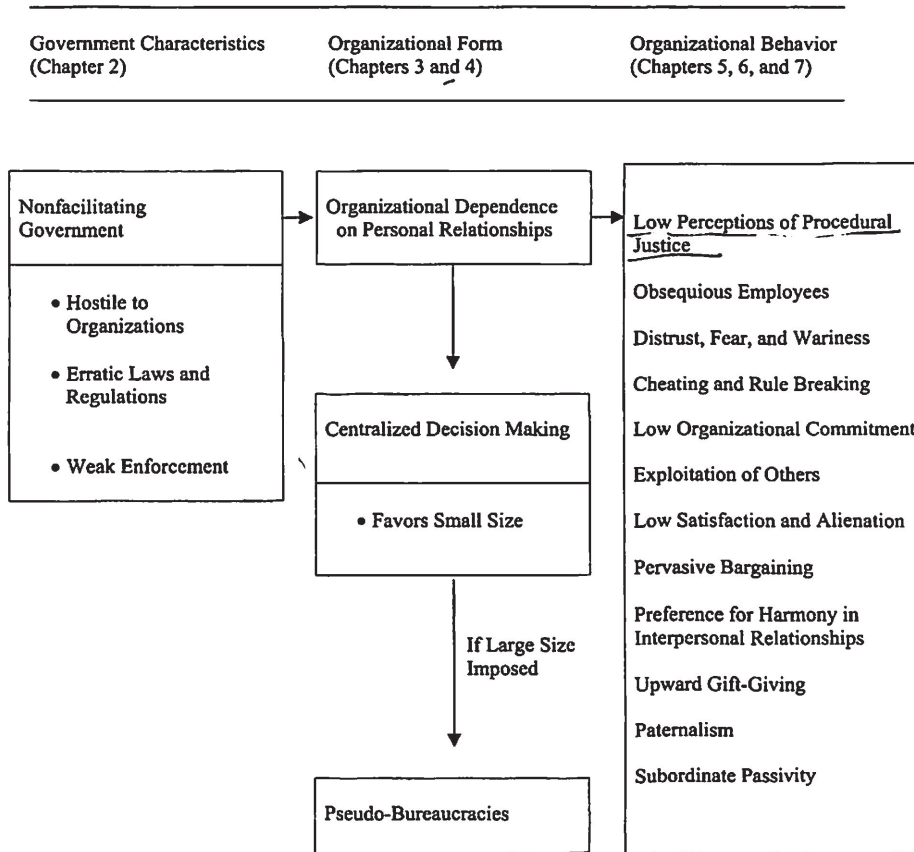 Government Characteristics
(Chapter 2)
Organizational Form
(Chapters 3 and 4)
Organizational Behavior
(Chapters 5, 6, and 7)
Nonfacilitating
Government
• Hostile to
Organizations
• Erratic Laws and
Regulations
• Weak Enforcement
Organizational Dependence
on Personal Relationships
Centralized Decision Making
• Favors Small Size
If Large Size
Imposed
Pseudo-Bureaucracies
Low Perceptions of Procedural
Justice
Obsequious Employees
Distrust, Fear, and Wariness
Cheating and Rule Breaking
Low Organizational Commitment
Exploitation of Others
Low Satisfaction and Alienation
Pervasive Bargaining
Preference for Harmony in
Interpersonal Relationships
Upward Gift-Giving
Paternalism
Subordinate Passivity